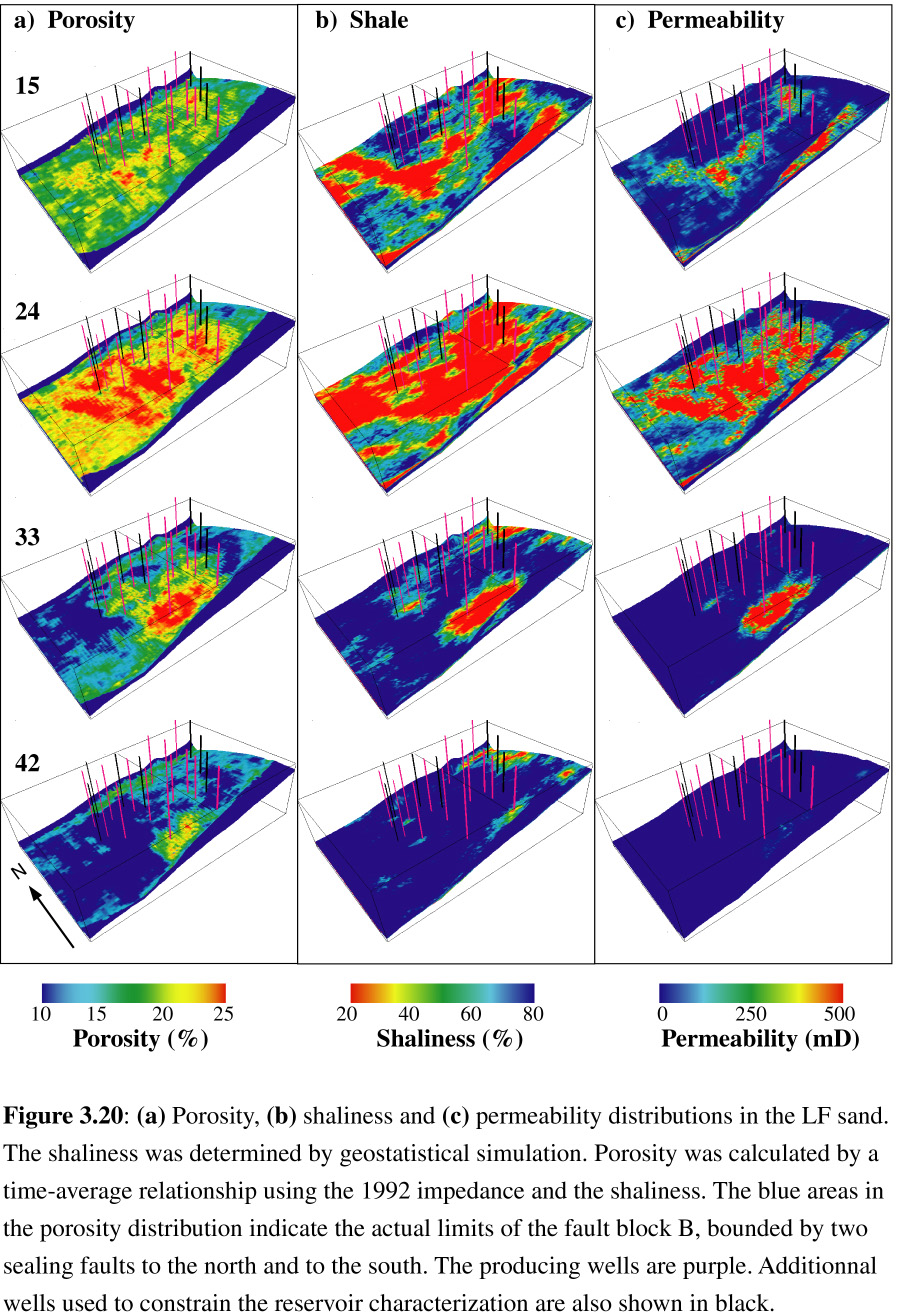 a) Porosity
b) Shale
c) Permeability
15
24
33
42
N
10 15 20 25
Porosity (%)
20 40 60 80
Shaliness (%)
0 250 500
Permeability (mD)
Figure 3.20: (a) Porosity, (b) shaliness and (c) permeability distributions in the LF sand.
The shaliness was determined by geostatistical simulation. Porosity was calculated by a
time-average relationship using the 1992 impedance and the shaliness. The blue areas in
the porosity distribution indicate the actual limits of the fault block B, bounded by two
sealing faults to the north and to the south. The producing wells are purple. Additionnal
wells used to constrain the reservoir characterization are also shown in black.